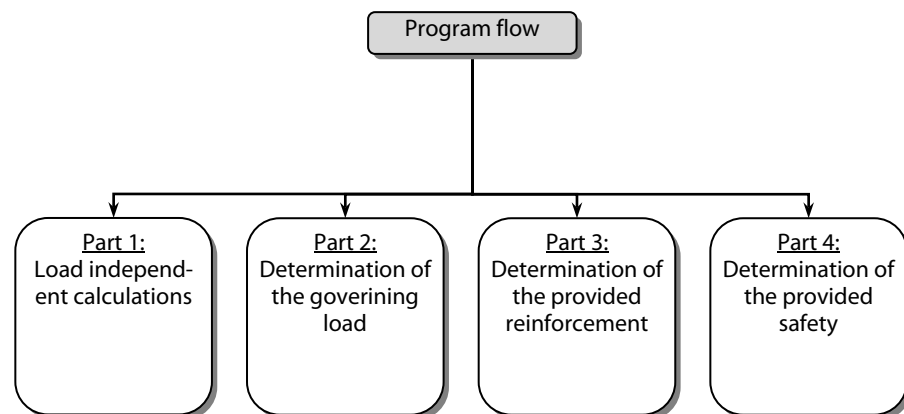 Program flow
Part 1:
Load independ-
ent calculations
Part 2:
Determination of
the goverining
load
Part 3:
Determination of
the provided
reinforcement
Part 4:
Determination of
the provided
safety